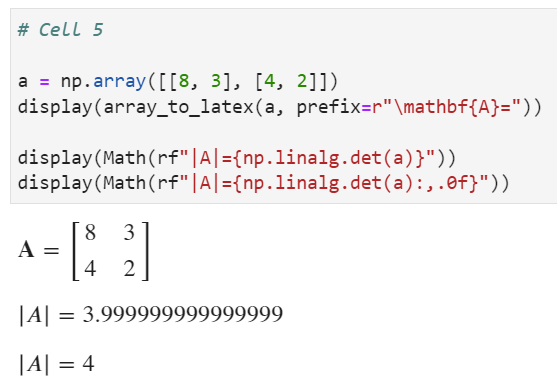 # Cell 5
a = np.array([[8, 3], [4, 2]])
display(array_to_latex(a, prefix=r"\mathbf{A}="))
display(Math(rf"|A|={np.linalg.det(a)}"))
display(Math(rf"|A|={np.linalg.det(a):,.0f}"))
A = [8 3
4 2]
|A| = 3.999999999999999
|A| = 4